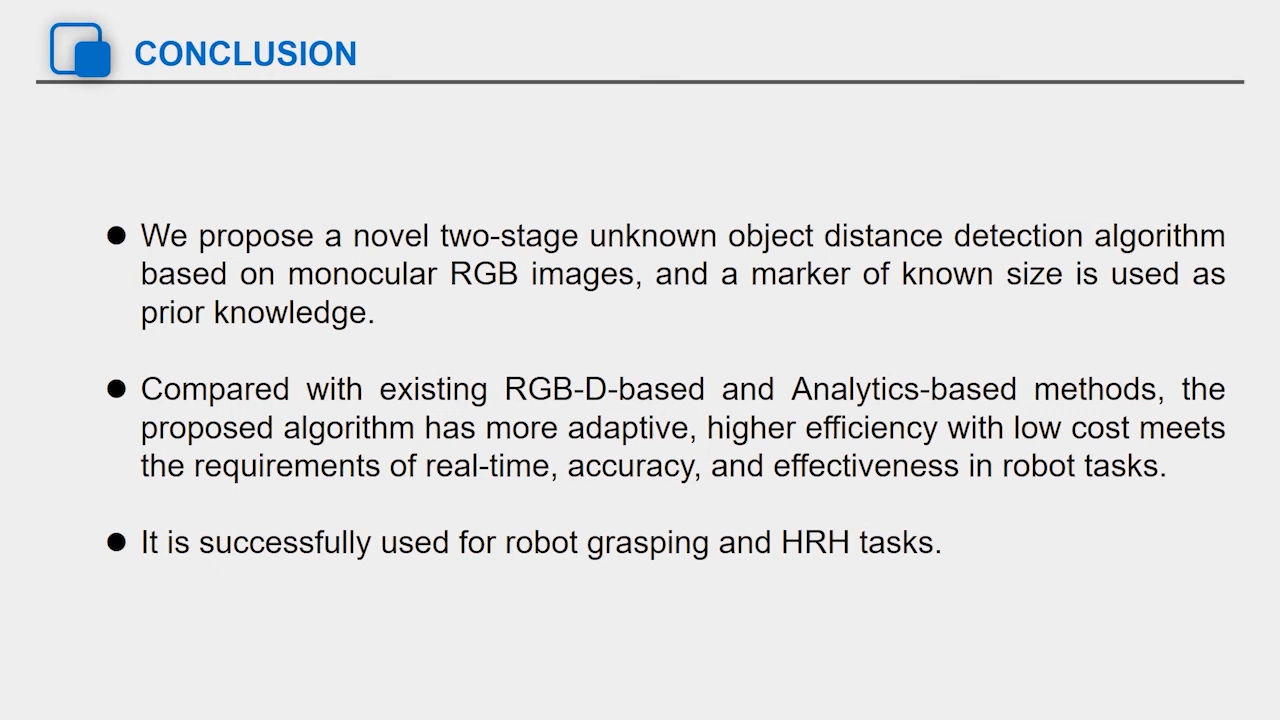 CONCLUSION
● We propose a novel two-stage unknown object distance detection algorithm
based on monocular RGB images, and a marker of known size is used as
prior knowledge.
● Compared with existing RGB-D-based and Analytics-based methods, the
proposed algorithm has more adaptive, higher efficiency with low cost meets
the requirements of real-time, accuracy, and effectiveness in robot tasks.
● It is successfully used for robot grasping and HRH tasks.